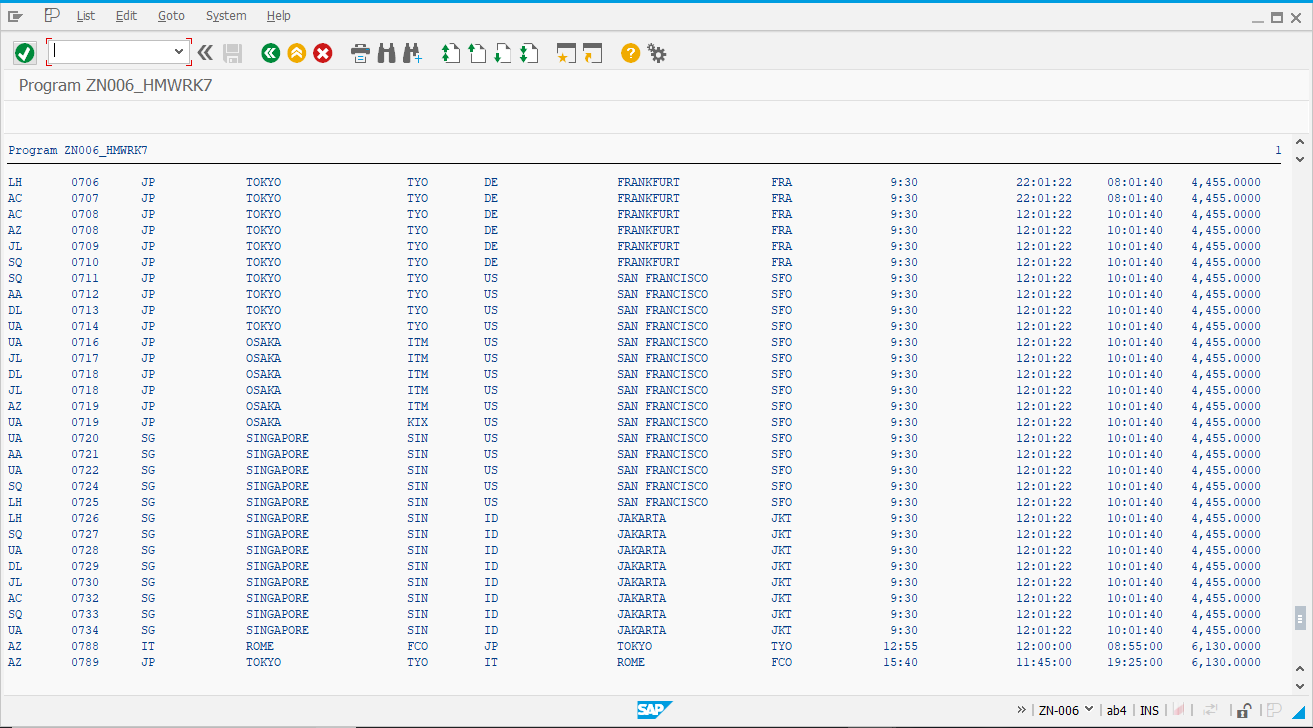 List Edit Goto System Help
Program ZN006_HMWRK7
Program ZN006_HMWRK7 1
LH 0706 JP TOKYO TYO DE FRANKFURT FRA 9:30 22:01:22 08:01:40 4,455.0000
AC 0707 JP TOKYO TYO DE FRANKFURT FRA 9:30 22:01:22 08:01:40 4,455.0000
AC 0708 JP TOKYO TYO DE FRANKFURT FRA 9:30 12:01:22 10:01:40 4,455.0000
AZ 0708 JP TOKYO TYO DE FRANKFURT FRA 9:30 12:01:22 10:01:40 4,455.0000
JL 0709 JP TOKYO TYO DE FRANKFURT FRA 9:30 12:01:22 10:01:40 4,455.0000
SQ 0710 JP TOKYO TYO DE FRANKFURT FRA 9:30 12:01:22 10:01:40 4,455.0000
SQ 0711 JP TOKYO TYO US SAN FRANCISCO SFO 9:30 12:01:22 10:01:40 4,455.0000
AA 0712 JP TOKYO TYO US SAN FRANCISCO SFO 9:30 12:01:22 10:01:40 4,455.0000
DL 0713 JP TOKYO TYO US SAN FRANCISCO SFO 9:30 12:01:22 10:01:40 4,455.0000
UA 0714 JP TOKYO TYO US SAN FRANCISCO SFO 9:30 12:01:22 10:01:40 4,455.0000
UA 0716 JP OSAKA ITM US SAN FRANCISCO SFO 9:30 12:01:22 10:01:40 4,455.0000
JL 0717 JP OSAKA ITM US SAN FRANCISCO SFO 9:30 12:01:22 10:01:40 4,455.0000
DL 0718 JP OSAKA ITM US SAN FRANCISCO SFO 9:30 12:01:22 10:01:40 4,455.0000
JL 0718 JP OSAKA ITM US SAN FRANCISCO SFO 9:30 12:01:22 10:01:40 4,455.0000
AZ 0719 JP OSAKA ITM US SAN FRANCISCO SFO 9:30 12:01:22 10:01:40 4,455.0000
UA 0719 JP OSAKA KIX US SAN FRANCISCO SFO 9:30 12:01:22 10:01:40 4,455.0000
UA 0720 SG SINGAPORE SIN US SAN FRANCISCO SFO 9:30 12:01:22 10:01:40 4,455.0000
AA 0721 SG SINGAPORE SIN US SAN FRANCISCO SFO 9:30 12:01:22 10:01:40 4,455.0000
UA 0722 SG SINGAPORE SIN US SAN FRANCISCO SFO 9:30 12:01:22 10:01:40 4,455.0000
SQ 0724 SG SINGAPORE SIN US SAN FRANCISCO SFO 9:30 12:01:22 10:01:40 4,455.0000
LH 0725 SG SINGAPORE SIN US SAN FRANCISCO SFO 9:30 12:01:22 10:01:40 4,455.0000
LH 0726 SG SINGAPORE SIN ID JAKARTA JKT 9:30 12:01:22 10:01:40 4,455.0000
SQ 0727 SG SINGAPORE SIN ID JAKARTA JKT 9:30 12:01:22 10:01:40 4,455.0000
UA 0728 SG SINGAPORE SIN ID JAKARTA JKT 9:30 12:01:22 10:01:40 4,455.0000
DL 0729 SG SINGAPORE SIN ID JAKARTA JKT 9:30 12:01:22 10:01:40 4,455.0000
JL 0730 SG SINGAPORE SIN ID JAKARTA JKT 9:30 12:01:22 10:01:40 4,455.0000
AC 0732 SG SINGAPORE SIN ID JAKARTA JKT 9:30 12:01:22 10:01:40 4,455.0000
SQ 0733 SG SINGAPORE SIN ID JAKARTA JKT 9:30 12:01:22 10:01:40 4,455.0000
UA 0734 SG SINGAPORE SIN ID JAKARTA JKT 9:30 12:01:22 10:01:40 4,455.0000
AZ 0788 IT ROME FCO JP TOKYO TYO 12:55 12:00:00 08:55:00 6,130.0000
AZ 0789 JP TOKYO TYO IT ROME FCO 15:40 11:45:00 19:25:00 6,130.0000
SAP ZN-006 ab4 INS